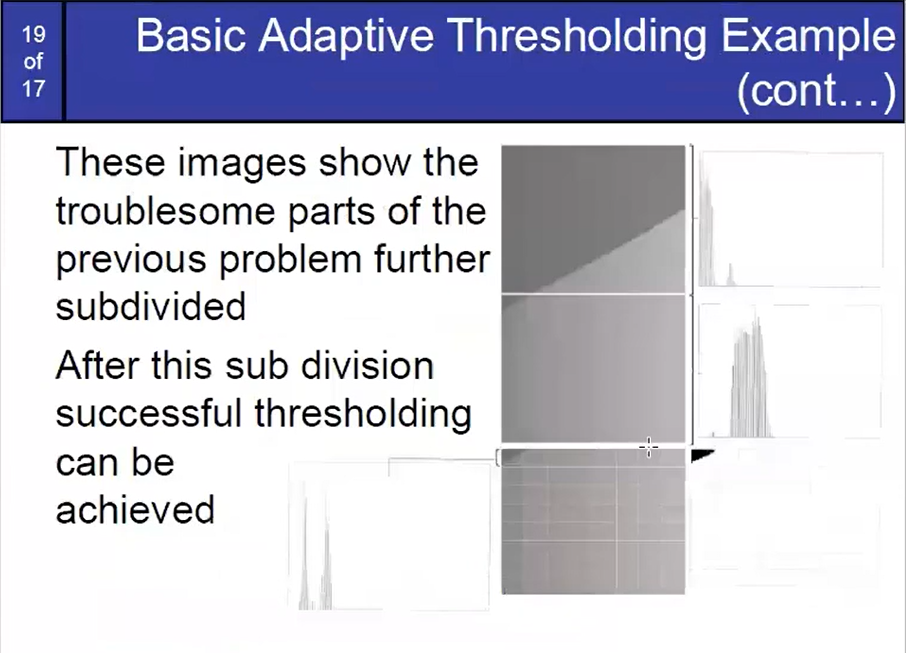 19
of
17
Basic Adaptive Thresholding Example
(cont…)
These images show the
troublesome parts of the
previous problem further
subdivided
After this sub division
successful thresholding
can be
achieved